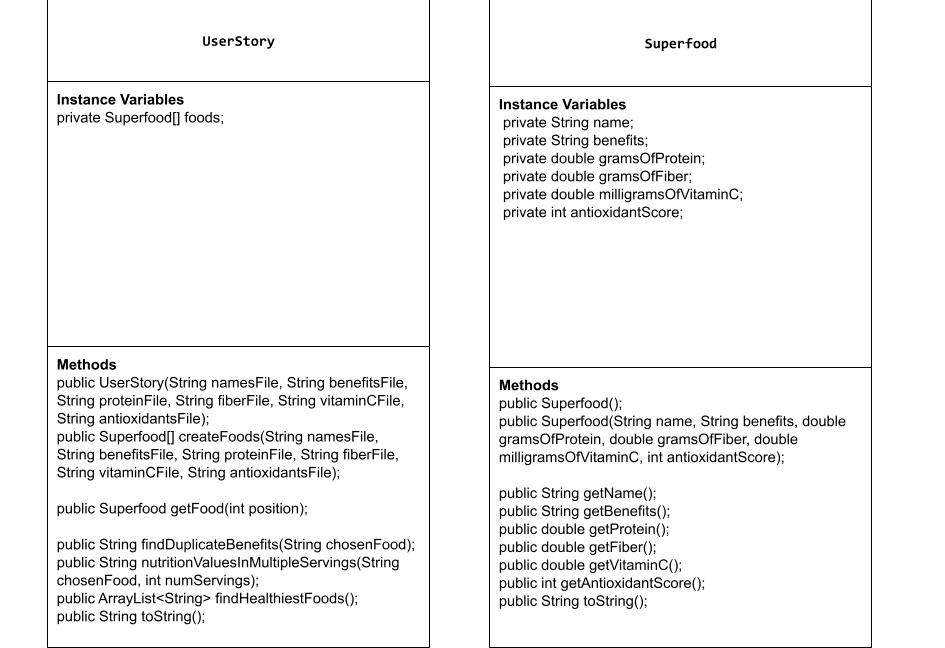 UserStory
Instance Variables
private Superfood[] foods;
Methods
public UserStory(String namesFile, String benefitsFile,
String proteinFile, String fiberFile, String vitaminCFile,
String antioxidantsFile);
public Superfood[] createFoods(String namesFile,
String benefitsFile, String proteinFile, String fiberFile,
String vitaminCFile, String antioxidantsFile);
public Superfood getFood(int position);
public String findDuplicateBenefits(String chosenFood);
public String nutritionValuesInMultipleServings(String
chosenFood, int numServings);
public ArrayList<String> findHealthiestFoods();
public String toString();
Superfood
Instance Variables
private String name;
private String benefits;
private double gramsOfProtein;
private double gramsOfFiber;
private double milligramsOfVitaminC;
private int antioxidantScore;
Methods
public Superfood();
public Superfood(String name, String benefits, double
gramsOfProtein, double gramsOfFiber, double
milligramsOfVitaminC, int antioxidantScore);
public String getName();
public String getBenefits();
public double getProtein();
public double getFiber();
public double getVitaminC();
public int getAntioxidantScore();
public String toString();